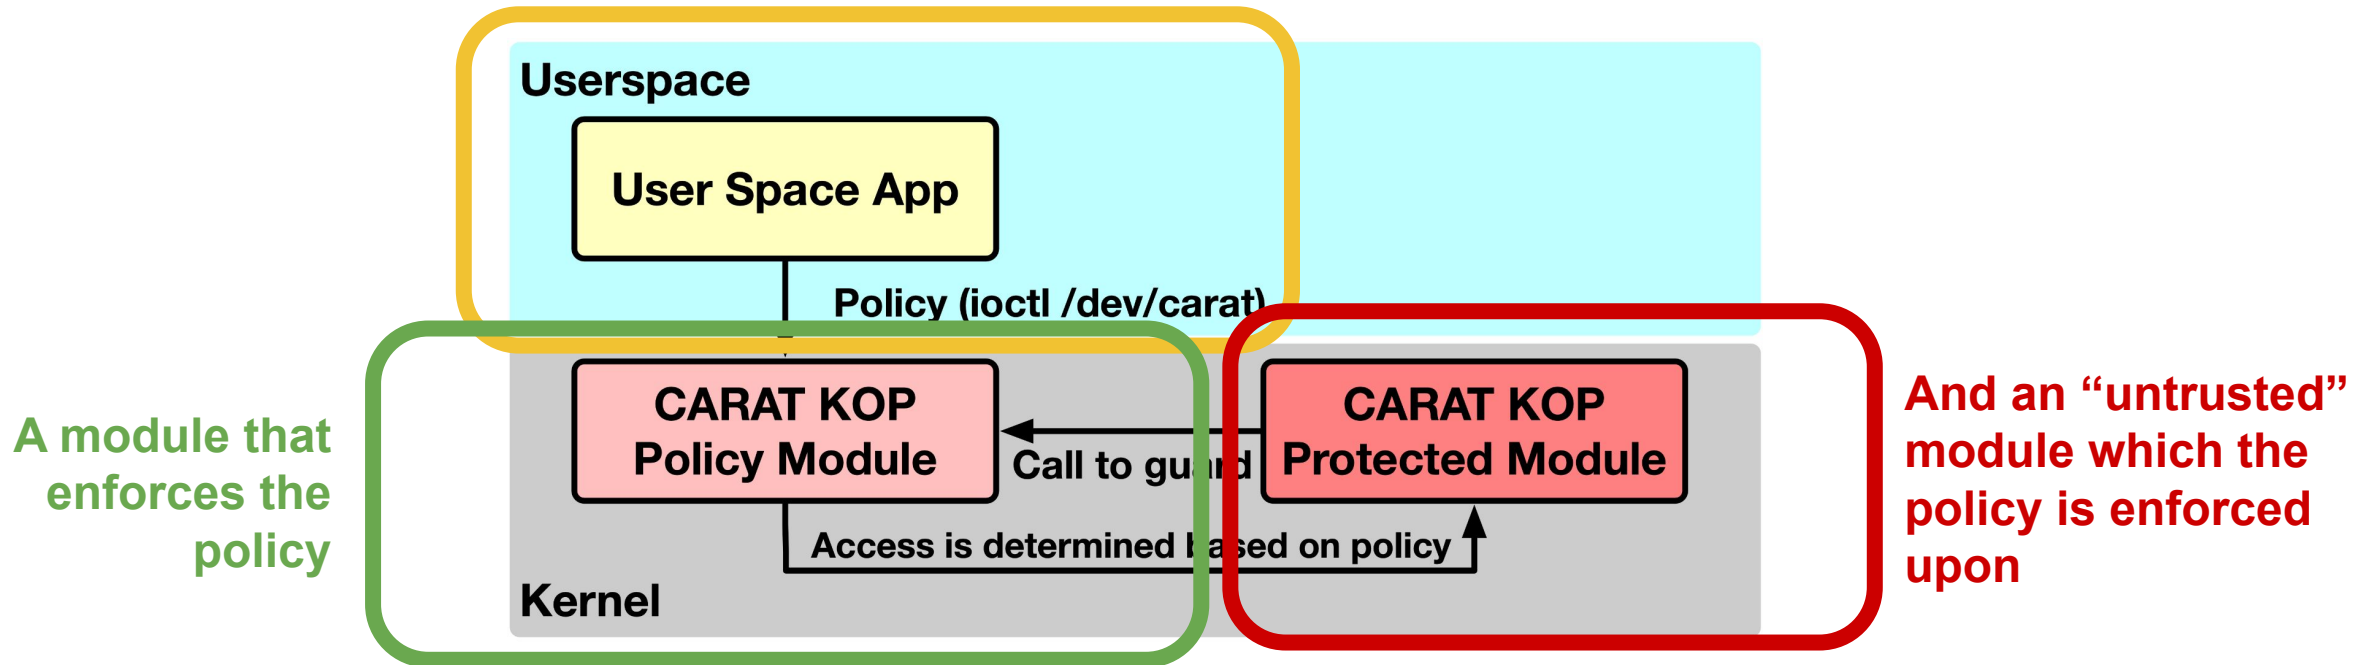 Userspace
User Space App
Policy (ioctl /dev/carat)
A module that
enforces the
policy
CARAT KOP
Policy Module
Call to guard
CARAT KOP
Protected Module
Access is determined based on policy
Kernel
And an “untrusted”
module which the
policy is enforced
upon